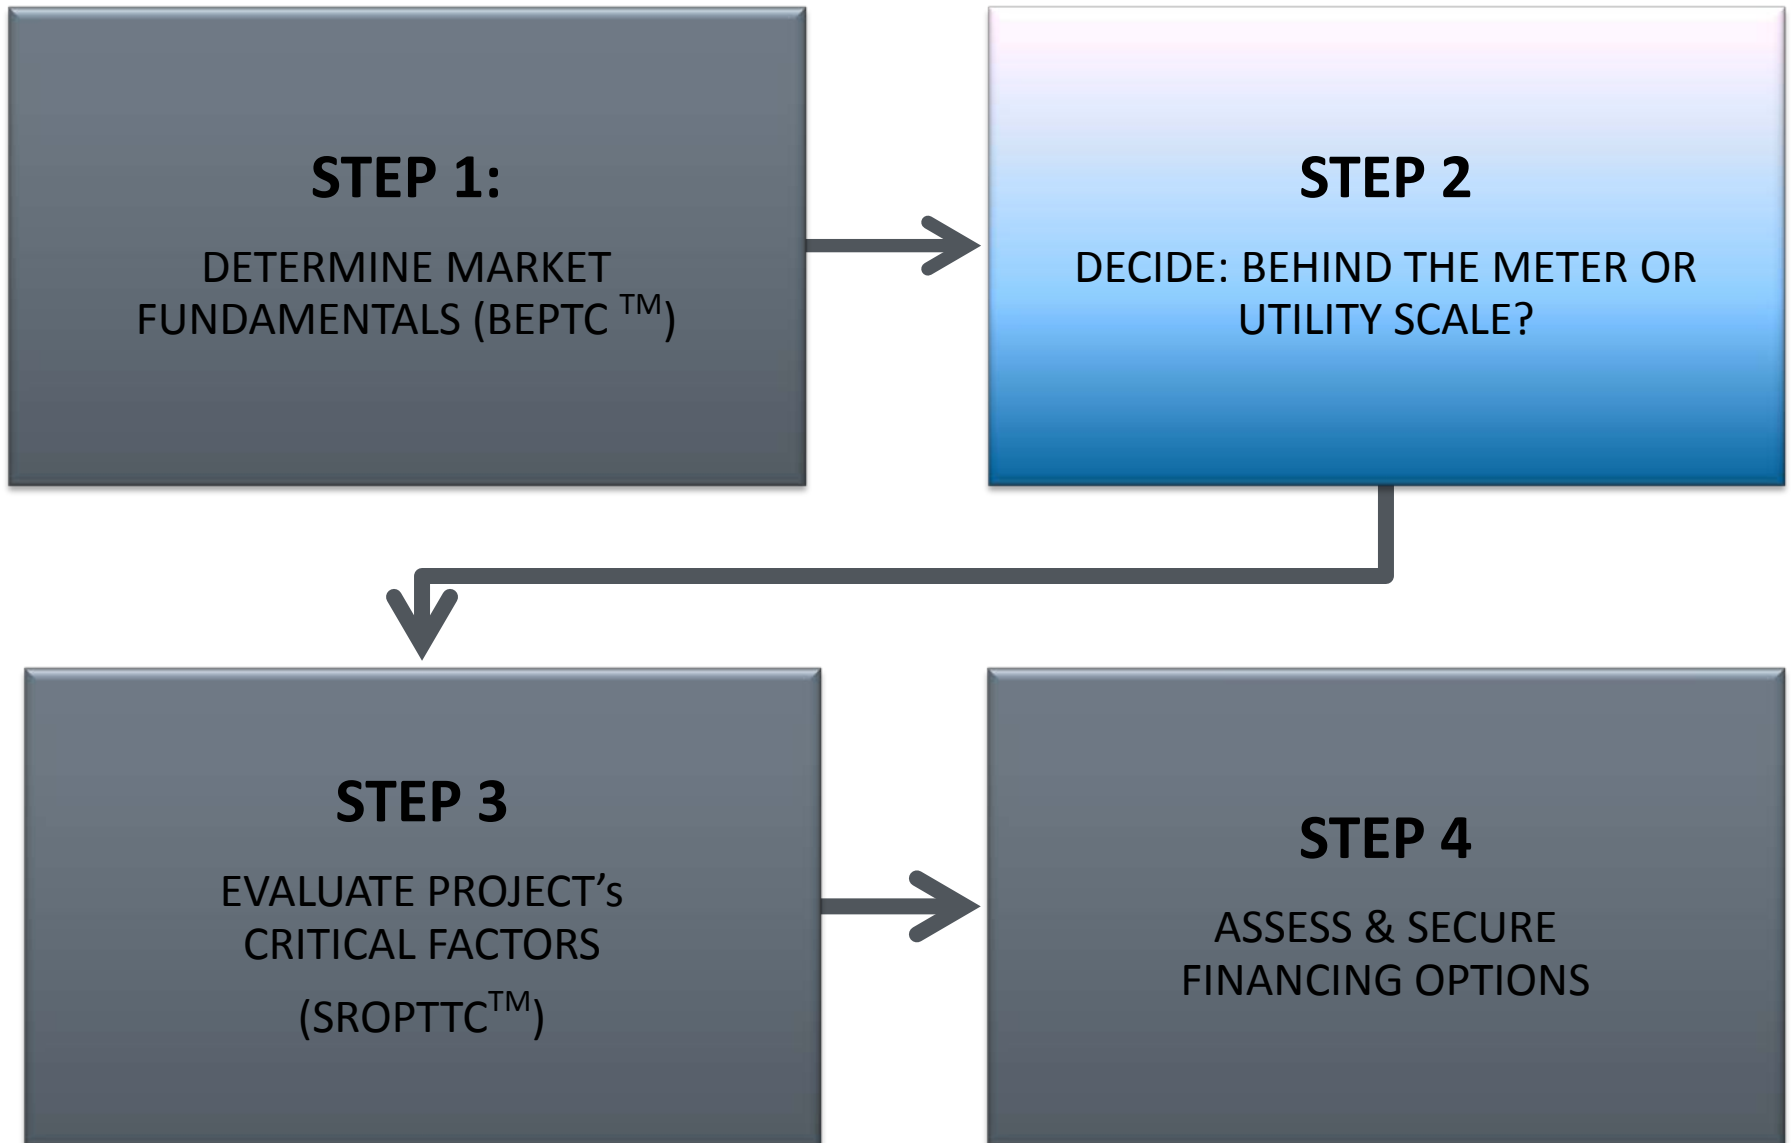 STEP 1:
DETERMINE MARKET
FUNDAMENTALS (BEPTC ™)
STEP 2
DECIDE: BEHIND THE METER OR
UTILITY SCALE?
STEP 3
EVALUATE PROJECT’s
CRITICAL FACTORS
(SROPTTC™)
STEP 4
ASSESS & SECURE
FINANCING OPTIONS